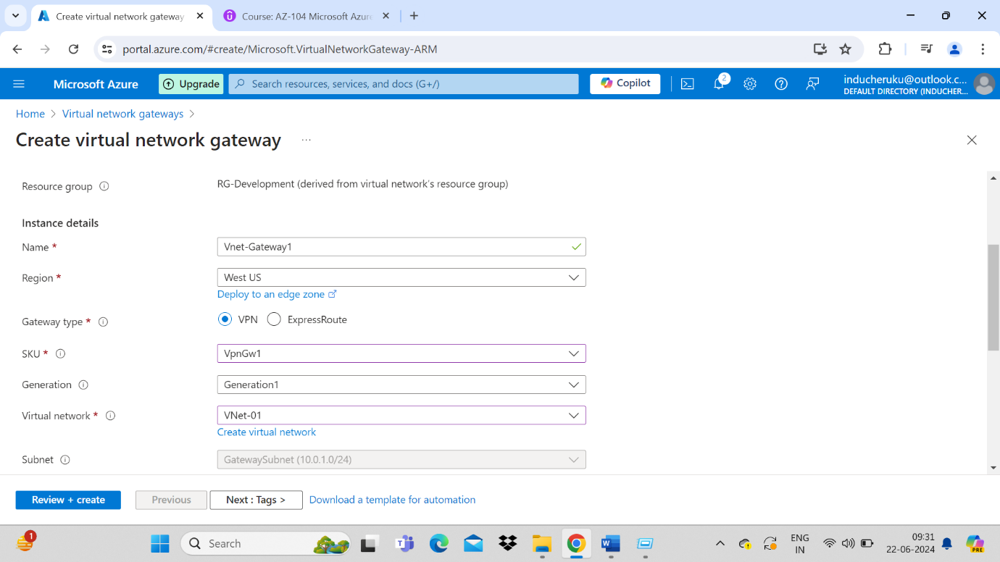 Create virtual network gateway
Course: AZ-104 Microsoft Azure
portal.azure.com/#create/Microsoft.VirtualNetworkGateway-ARM
Microsoft Azure
Upgrade
Search resources, services, and docs (G+/)
Copilot
2
inducheruku@outlook.c...
DEFAULT DIRECTORY (INDUCHER...
Home > Virtual network gateways >
Create virtual network gateway ...
Resource group RG-Development (derived from virtual network's resource group)
Instance details
Name * Vnet-Gateway1
Region * West US
Deploy to an edge zone
Gateway type * VPN ExpressRoute
SKU * VpnGw1
Generation Generation1
Virtual network * VNet-01
Create virtual network
Subnet GatewaySubnet (10.0.1.0/24)
Review + create Previous Next : Tags > Download a template for automation
1
Search
ENG
IN
09:31
22-06-2024
PRE